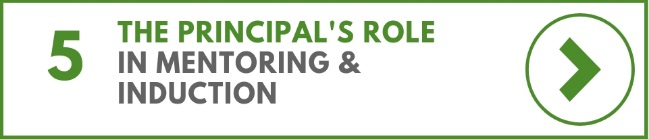 5
THE PRINCIPAL'S ROLE
IN MENTORING &
INDUCTION